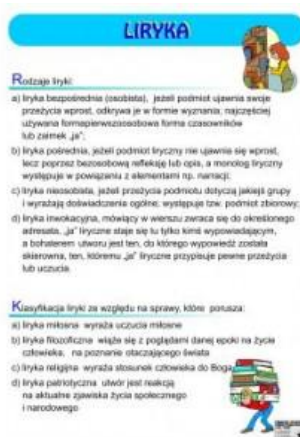 LIRYKA
Rodzaje liryki:
a) liryka bezpośrednia (osobista), jeżeli podmiot ujawnia swoje
przeżycia wprost, odkrywa je w formie wyznania; najczęściej
używana formapierwszoosobowa forma czasowników
lub zaimek „ja”;
b) liryka pośrednia, jeżeli podmiot liryczny nie ujawnia się wprost,
lecz poprzez bezosobową refleksję lub opis, a monolog liryczny
występuje w powiązaniu z elementami np. narracji;
c) liryka nieosobista, jeżeli przeżycia podmiotu dotyczą jakiejś grupy
i wyrażają doświadczenia ogólne; występuje tzw. podmiot zbiorowy;
d) liryka inwokacyjna, mówiący w wierszu zwraca się do określonego
adresata, „ja” liryczne staje się tu tylko kimś wypowiadającym,
a bohaterem utworu jest ten, do którego wypowiedź została
skierowna, ten, któremu „ja” liryczne przypisuje pewne przeżycia
lub uczucia.
Klasyfikacja liryki ze względu na sprawy, które porusza:
a) liryka miłosna wyraża uczucia miłosne
b) liryka filozoficzna wiąże się z poglądami danej epoki na życie
człowieka, na poznanie otaczającego świata
c) liryka religijna wyraża stosunek człowieka do Boga
d) liryka patriotyczna utwór jest reakcją
na aktualne zjawiska życia społecznego
i narodowego